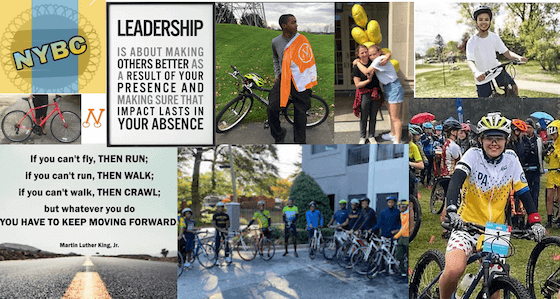 NYBC
LEADERSHIP
IS ABOUT MAKING
OTHERS BETTER AS
A RESULT OF YOUR
PRESENCE AND
MAKING SURE THAT
IMPACT LASTS IN
YOUR ABSENCE
If you can't fly, THEN RUN;
if you can't run, THEN WALK;
if you can't walk, THEN CRAWL;
but whatever you do
YOU HAVE TO KEEP MOVING FORWARD
Martin Luther King, Jr.